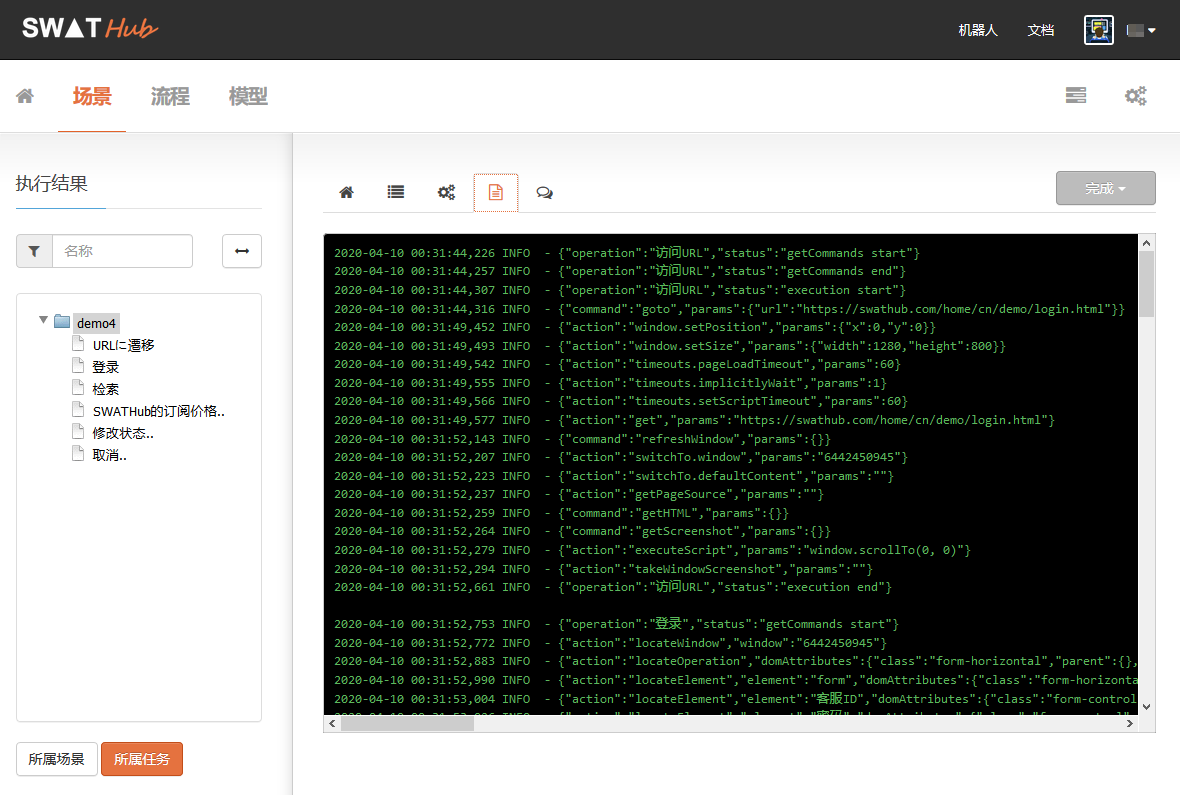 SWAT Hub
机器人 文档
场景 流程 模型
执行结果
名称
demo4
URLに遷移
登录
检索
SWATHub的订阅价格..
修改状态..
取消..
所属场景 所属任务
完成
2020-04-10 00:31:44,226 INFO - {"operation":"访问URL","status":"getCommands start"}
2020-04-10 00:31:44,257 INFO - {"operation":"访问URL","status":"getCommands end"}
2020-04-10 00:31:44,307 INFO - {"operation":"访问URL","status":"execution start"}
2020-04-10 00:31:44,316 INFO - {"command":"goto","params":{"url":"https://swathub.com/home/cn/demo/login.html"}}
2020-04-10 00:31:49,452 INFO - {"action":"window.setPosition","params":{"x":0,"y":0}}
2020-04-10 00:31:49,493 INFO - {"action":"window.setSize","params":{"width":1280,"height":800}}
2020-04-10 00:31:49,542 INFO - {"action":"timeouts.pageLoadTimeout","params":60}
2020-04-10 00:31:49,555 INFO - {"action":"timeouts.implicitlyWait","params":1}
2020-04-10 00:31:49,566 INFO - {"action":"timeouts.setScriptTimeout","params":60}
2020-04-10 00:31:49,577 INFO - {"action":"get","params":"https://swathub.com/home/cn/demo/login.html"}
2020-04-10 00:31:52,143 INFO - {"command":"refreshWindow","params":{}}
2020-04-10 00:31:52,207 INFO - {"action":"switchTo.window","params":"6442450945"}
2020-04-10 00:31:52,223 INFO - {"action":"switchTo.defaultContent","params":""}
2020-04-10 00:31:52,237 INFO - {"action":"getPageSource","params":""}
2020-04-10 00:31:52,259 INFO - {"command":"getHTML","params":{}}
2020-04-10 00:31:52,264 INFO - {"command":"getScreenshot","params":{}}
2020-04-10 00:31:52,279 INFO - {"action":"executeScript","params":"window.scrollTo(0, 0)"}
2020-04-10 00:31:52,294 INFO - {"action":"takeWindowScreenshot","params":""}
2020-04-10 00:31:52,661 INFO - {"operation":"访问URL","status":"execution end"}
2020-04-10 00:31:52,753 INFO - {"operation":"登录","status":"getCommands start"}
2020-04-10 00:31:52,772 INFO - {"action":"locateWindow","window":"6442450945"}
2020-04-10 00:31:52,883 INFO - {"action":"locateOperation","domAttributes":{"class":"form-horizontal","parent":{},
2020-04-10 00:31:52,990 INFO - {"action":"locateElement","element":"form","domAttributes":{"class":"form-horizonta
2020-04-10 00:31:53,004 INFO - {"action":"locateElement","element":"客服ID","domAttributes":{"class":"form-control